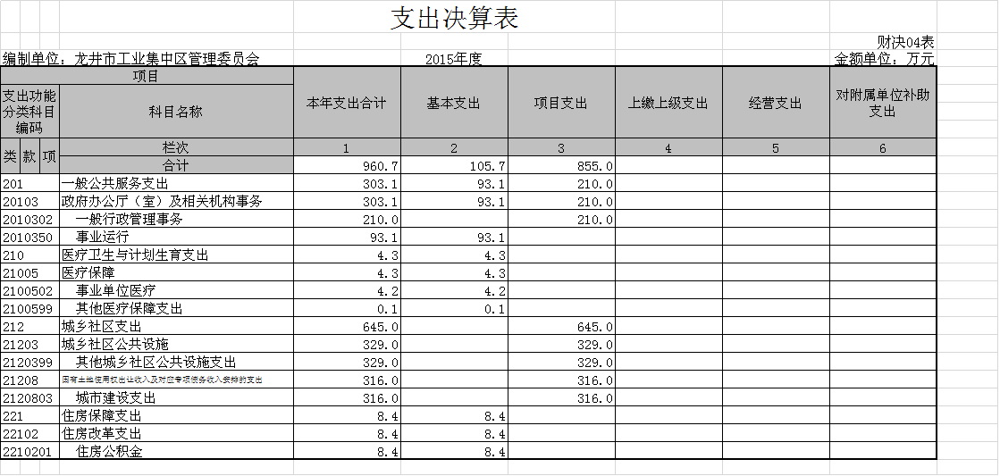 支出决算表
财决04表
编制单位：龙井市工业集中区管理委员会 2015年度 金额单位：万元
项目 本年支出合计 基本支出 项目支出 上缴上级支出 经营支出 对附属单位补助支出
支出功能分类科目编码 科目名称
类 款 项 栏次 1 2 3 4 5 6
合计 960.7 105.7 855.0
201 一般公共服务支出 303.1 93.1 210.0
20103 政府办公厅（室）及相关机构事务 303.1 93.1 210.0
2010302 一般行政管理事务 210.0 210.0
2010350 事业运行 93.1 93.1
210 医疗卫生与计划生育支出 4.3 4.3
21005 医疗保障 4.3 4.3
2100502 事业单位医疗 4.2 4.2
2100599 其他医疗保障支出 0.1 0.1
212 城乡社区支出 645.0 645.0
21203 城乡社区公共设施 329.0 329.0
2120399 其他城乡社区公共设施支出 329.0 329.0
21208 国有土地使用权出让收入及对应专项债务收入安排的支出 316.0 316.0
2120803 城市建设支出 316.0 316.0
221 住房保障支出 8.4 8.4
22102 住房改革支出 8.4 8.4
2210201 住房公积金 8.4 8.4